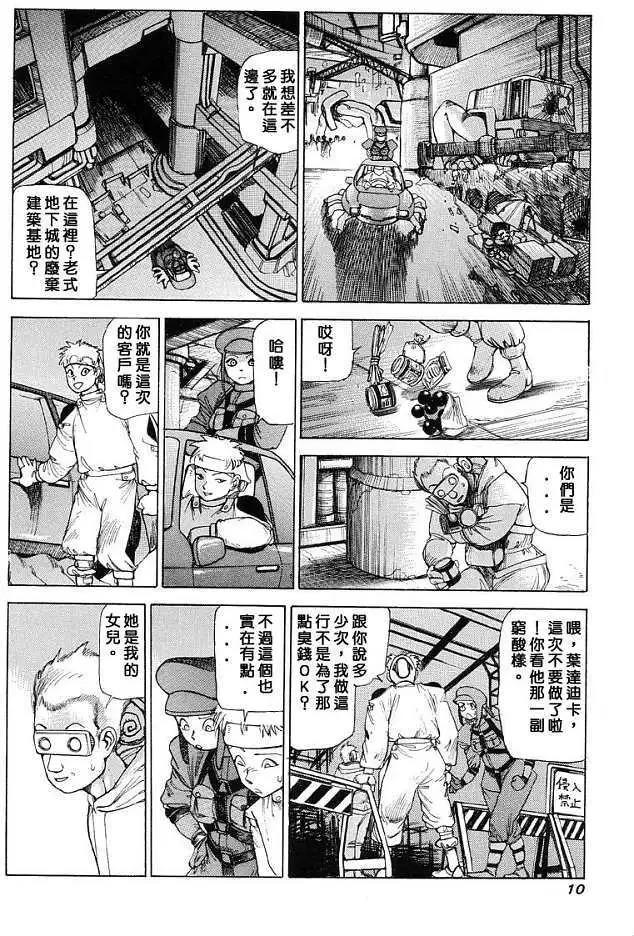 我想差不
多就在這
邊了。
在這裡？老式
地下城的廢棄
建築基地？
哎呀！
你們是
...
哈嘍！
你就是這次
的客戶嗎？
喂，葉達迪卡，
這次不要做了啦
！你看他那一副
窮酸樣。
跟你說多
少次，我做這
行不是為了那
點臭錢OK？
侵入
禁止
不過這個也
實在有點．
...
她是我的
女兒。
10